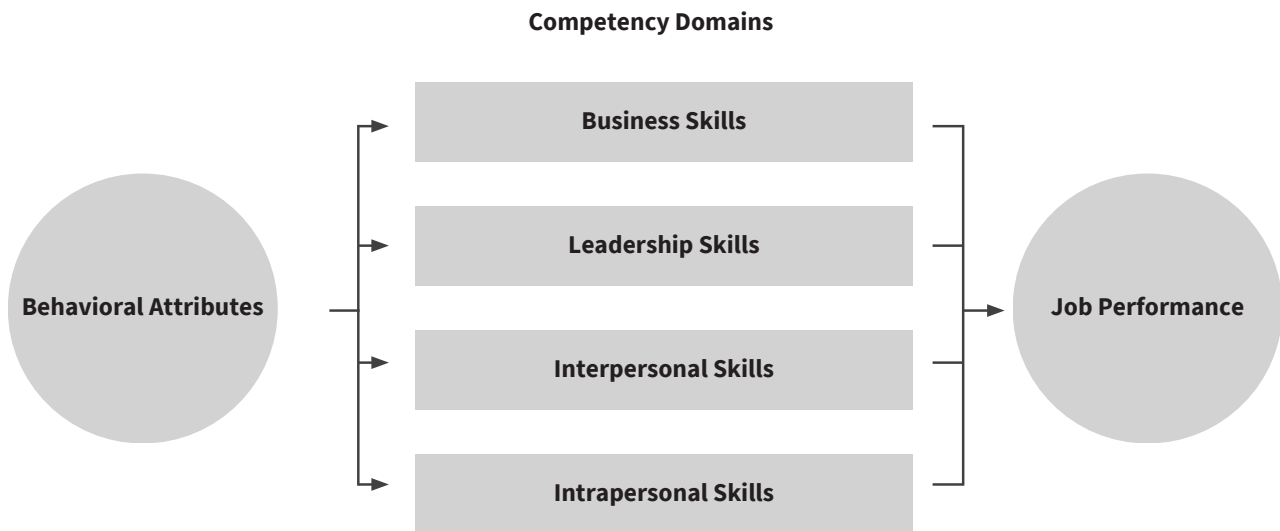 Competency Domains
Business Skills
Leadership Skills
Behavioral Attributes
Job Performance
Interpersonal Skills
Intrapersonal Skills